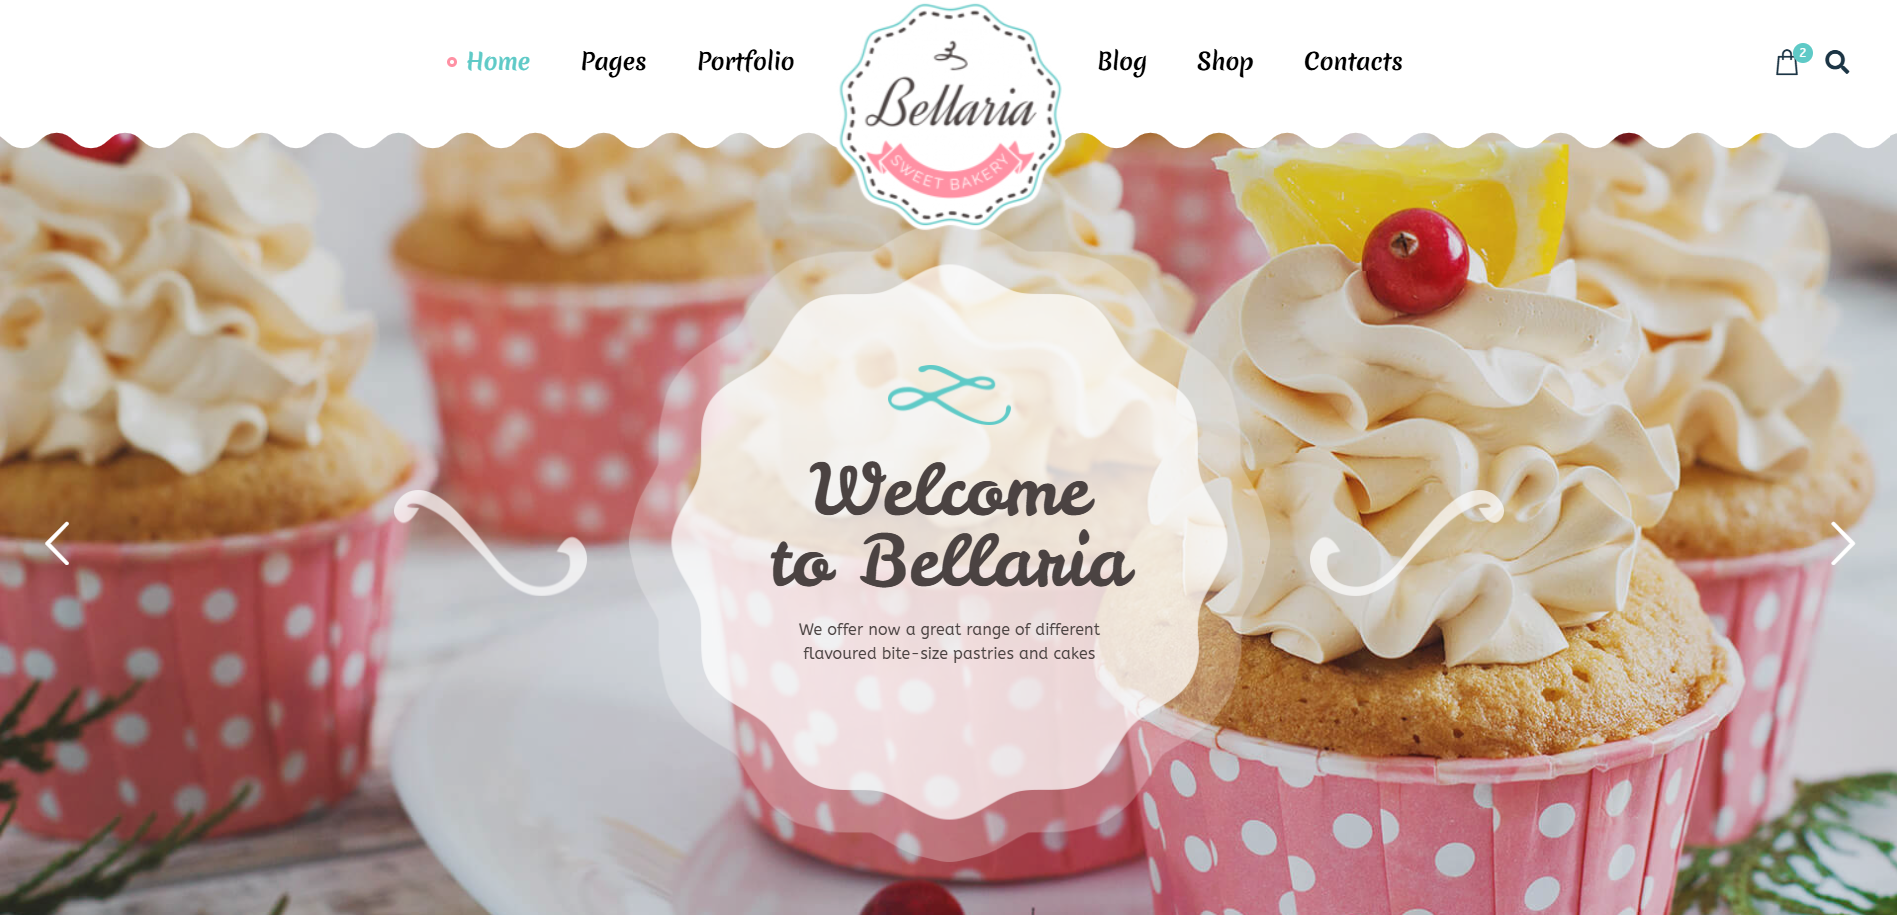 Home
Pages
Portfolio
Bellaria
SWEET BAKERY
Blog
Shop
Contacts
2
Welcome
to Bellaria
We offer now a great range of different
flavoured bite-size pastries and cakes